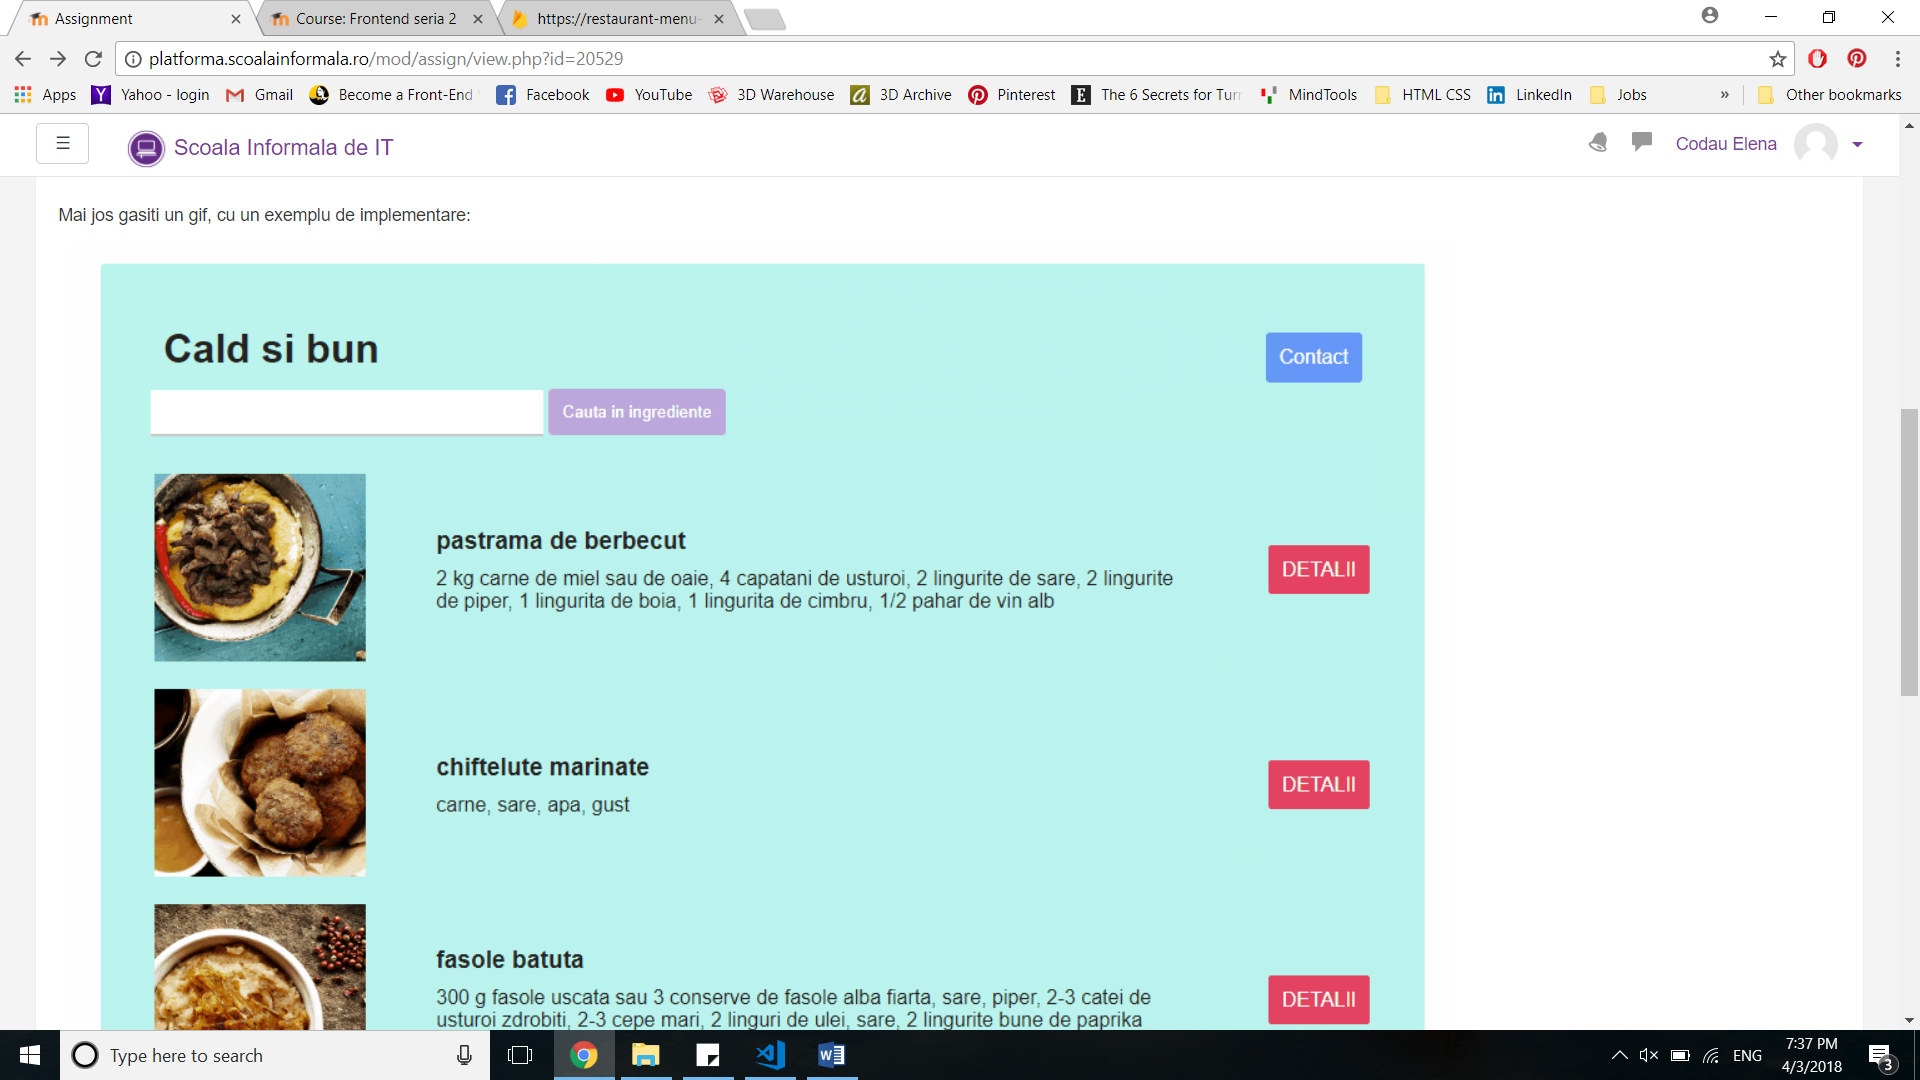 Assignment
Course: Frontend seria 2
https://restaurant-menu-
platforma.scoalainformala.ro/mod/assign/view.php?id=20529
Apps
Yahoo - login
Gmail
Become a Front-End
Facebook
YouTube
3D Warehouse
3D Archive
Pinterest
The 6 Secrets for Turn
MindTools
HTML CSS
LinkedIn
Jobs
»
Other bookmarks
Scoala Informala de IT
Codau Elena
Mai jos gasiti un gif, cu un exemplu de implementare:
Cald si bun
Contact
Cauta in ingrediente
pastrama de berbecut
2 kg carne de miel sau de oaie, 4 capatani de usturoi, 2 lingurite de sare, 2 lingurite
de piper, 1 lingurita de boia, 1 lingurita de cimbru, 1/2 pahar de vin alb
DETALII
chiftelute marinate
carne, sare, apa, gust
DETALII
fasole batuta
300 g fasole uscata sau 3 conserve de fasole alba fiarta, sare, piper, 2-3 catei de
usturoi zdrobiti, 2-3 cepe mari, 2 linguri de ulei, sare, 2 lingurite bune de paprika
DETALII
Type here to search
ENG
7:37 PM
4/3/2018
3